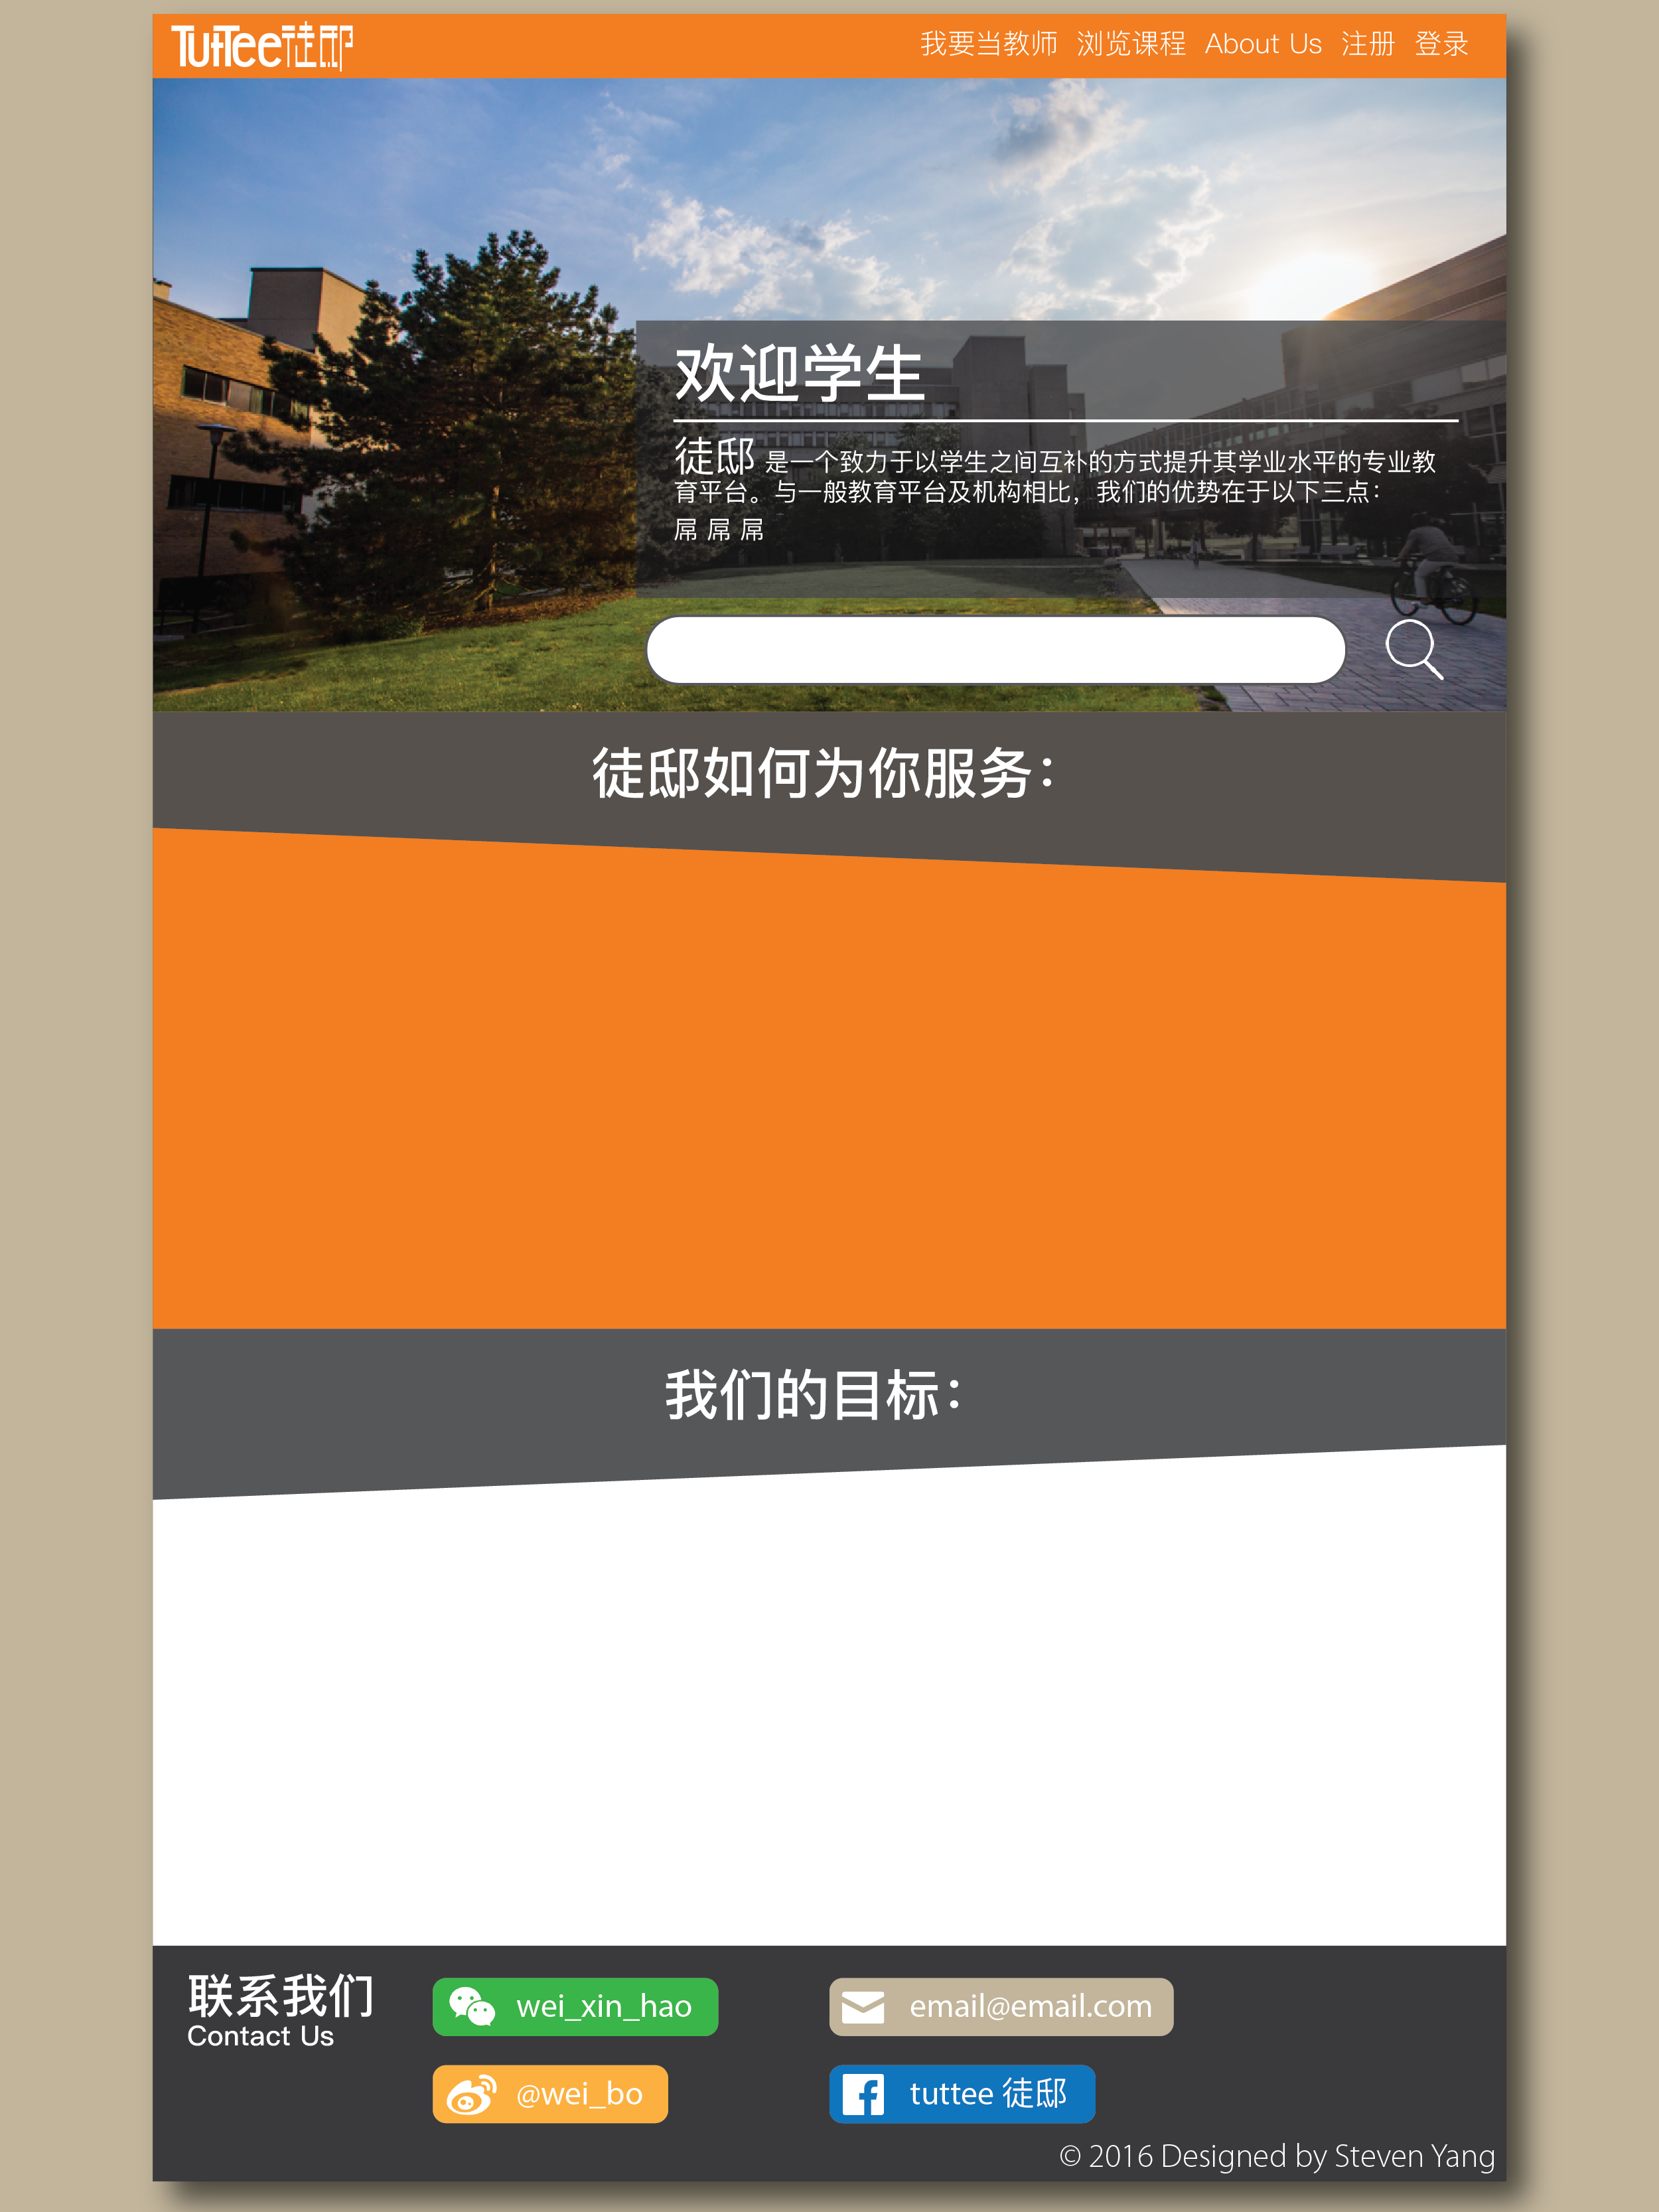 TuTTee徒邸
我要当教师 浏览课程 About Us 注册 登录
欢迎学生
徒邸 是一个致力于以学生之间互补的方式提升其学业水平的专业教
育平台。与一般教育平台及机构相比，我们的优势在于以下三点：
屌 屌 屌
徒邸如何为你服务：
我们的目标：
联系我们
Contact Us
wei_xin_hao
email@email.com
@wei_bo
tuttee 徒邸
© 2016 Designed by Steven Yang